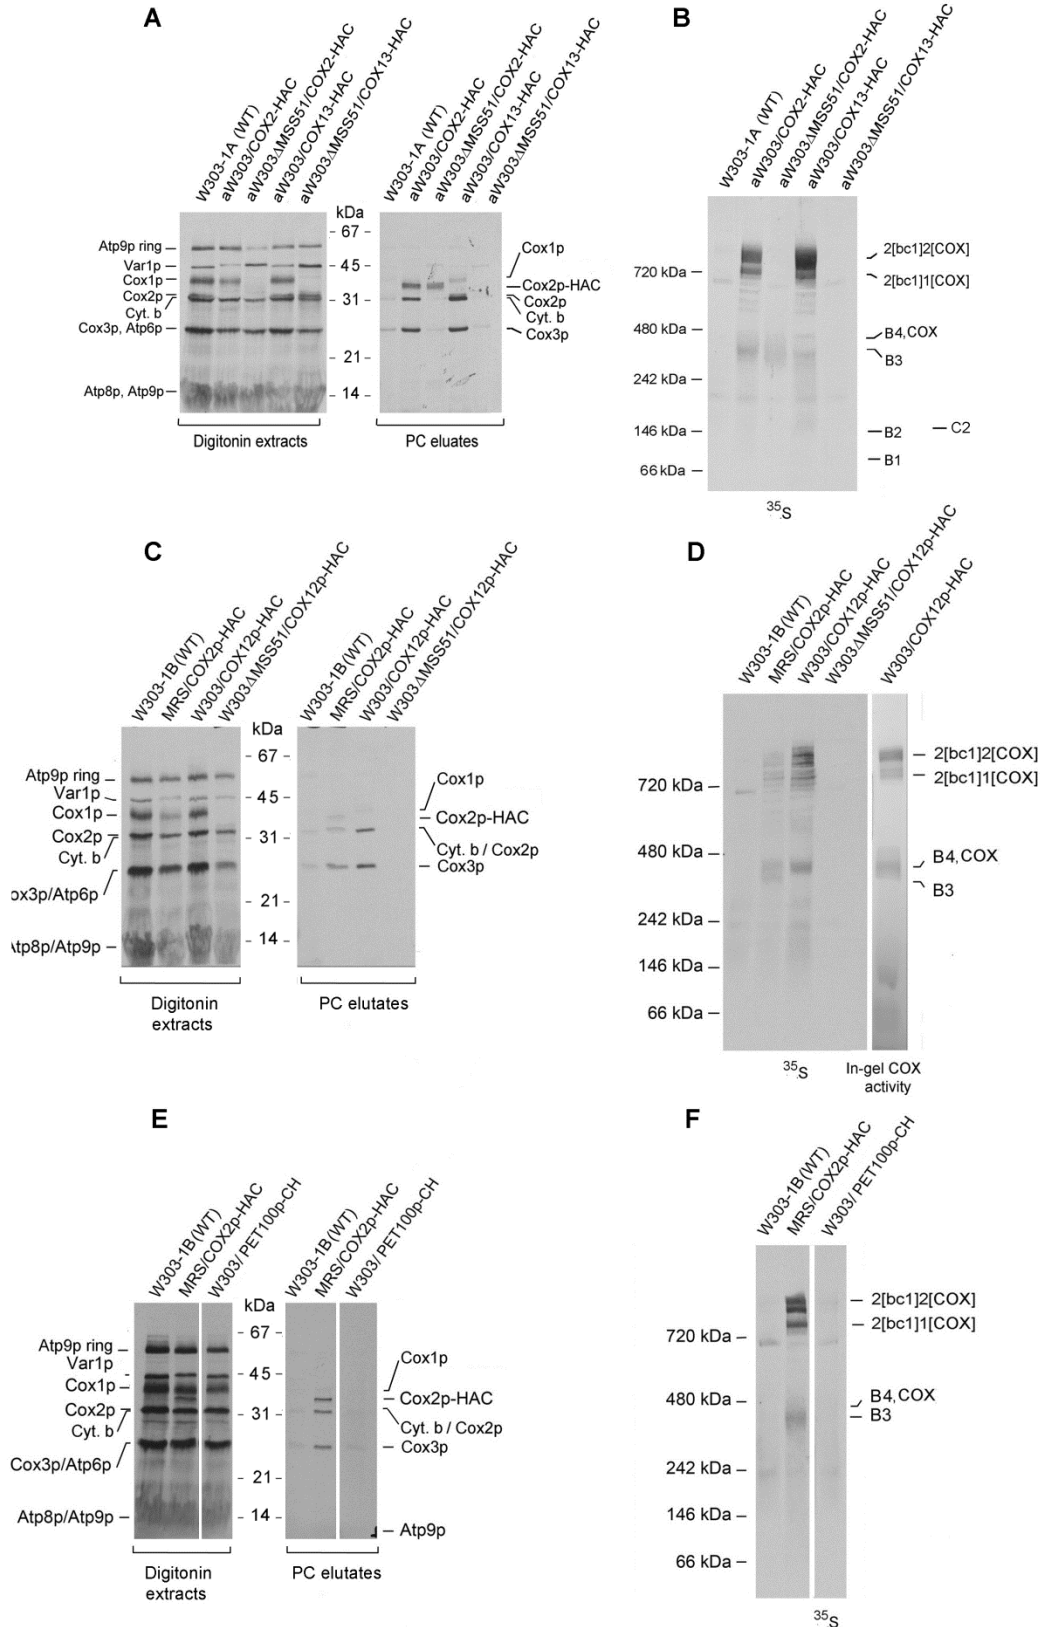 A
W303-1A (WT)
aW303/COX2-HAC
aW303ΔMSS51/COX2-HAC
aW303/COX13-HAC
aW303ΔMSS51/COX13-HAC
W303-1A (WT)
aW303/COX2-HAC
aW303ΔMSS51/COX2-HAC
aW303/COX13-HAC
aW303ΔMSS51/COX13-HAC
kDa
- 67 -
- 45 -
- 31 -
- 21 -
- 14 -
Atp9p ring
Var1p
Cox1p
Cox2p
Cyt. b
Cox3p, Atp6p
Atp8p, Atp9p
Cox1p
Cox2p-HAC
Cox2p
Cyt. b
Cox3p
Digitonin extracts
PC eluates
B
W303-1A (WT)
aW303/COX2-HAC
aW303ΔMSS51/COX2-HAC
aW303/COX13-HAC
aW303ΔMSS51/COX13-HAC
720 kDa
480 kDa
242 kDa
146 kDa
66 kDa
2[bc1]2[COX]
2[bc1]1[COX]
B4,COX
B3
B2
C2
B1
35S
C
W303-1B (WT)
MRS/COX2p-HAC
W303/COX12p-HAC
W303ΔMSS51/COX12p-HAC
W303-1B (WT)
MRS/COX2p-HAC
W303/COX12p-HAC
W303ΔMSS51/COX12p-HAC
kDa
- 67 -
- 45 -
- 31 -
- 21 -
- 14 -
Atp9p ring
Var1p
Cox1p
Cox2p
Cyt. b
ox3p/Atp6p
Atp8p/Atp9p
Cox1p
Cox2p-HAC
Cyt. b / Cox2p
Cox3p
Digitonin
extracts
PC elutates
D
W303-1B (WT)
MRS/COX2p-HAC
W303/COX12p-HAC
W303ΔMSS51/COX12p-HAC
W303/COX12p-HAC
720 kDa
480 kDa
242 kDa
146 kDa
66 kDa
2[bc1]2[COX]
2[bc1]1[COX]
B4,COX
B3
35S
In-gel COX
activity
E
W303-1B (WT)
MRS/COX2p-HAC
W303/ PET100p-CH
W303-1B (WT)
MRS/COX2p-HAC
W303/ PET100p-CH
kDa
- 67 -
- 45 -
- 31 -
- 21 -
- 14 -
Atp9p ring
Var1p
Cox1p
Cox2p
Cyt. b
Cox3p/Atp6p
Atp8p/Atp9p
Cox1p
Cox2p-HAC
Cyt. b / Cox2p
Cox3p
Atp9p
Digitonin
extracts
PC eluates
F
W303-1B (WT)
MRS/COX2p-HAC
W303/ PET100p-CH
720 kDa
480 kDa
242 kDa
146 kDa
66 kDa
2[bc1]2[COX]
2[bc1]1[COX]
B4,COX
B3
35S